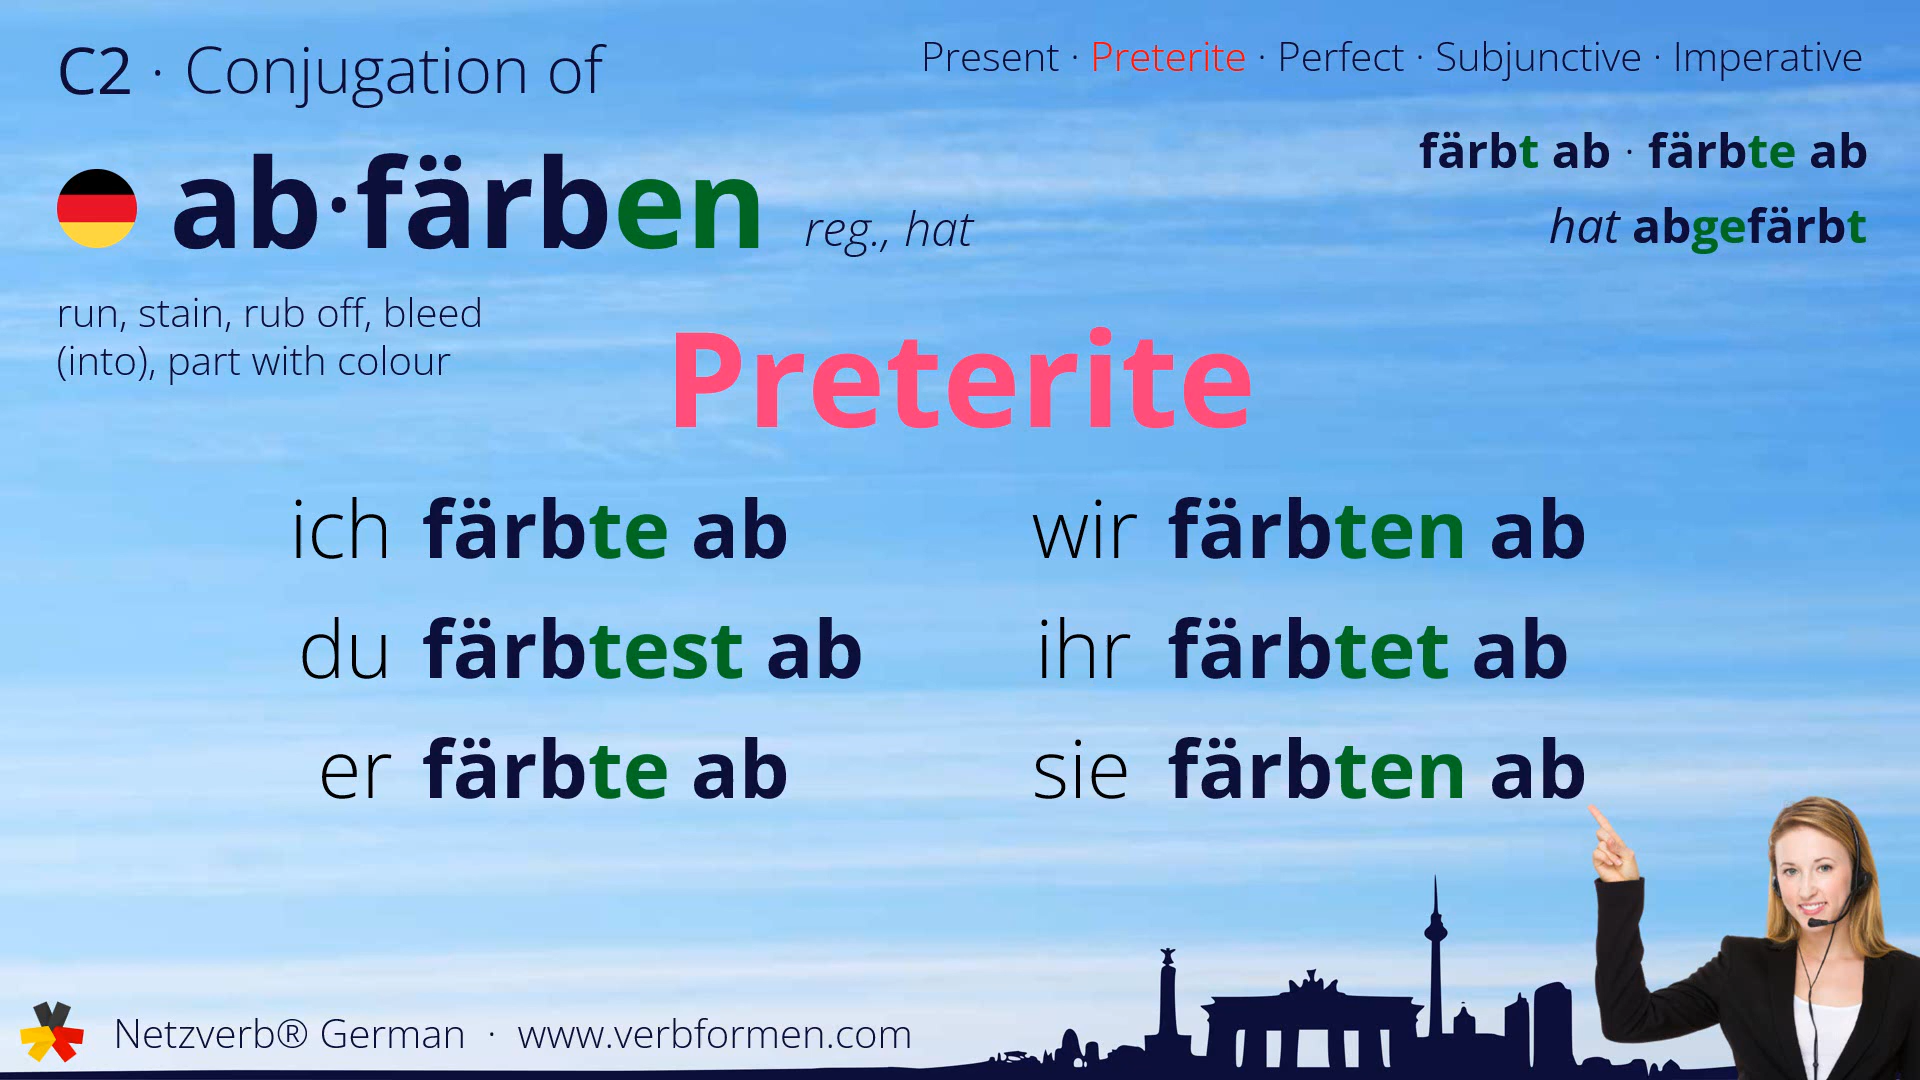 C2 · Conjugation of
Present · Preterite · Perfect · Subjunctive · Imperative
ab·färben reg., hat
färbt ab · färbte ab
hat abgefärbt
run, stain, rub off, bleed
(into), part with colour
Preterite
ich färbte ab
du färbtest ab
er färbte ab
wir färbten ab
ihr färbtet ab
sie färbten ab
Netzverb® German · www.verbformen.com